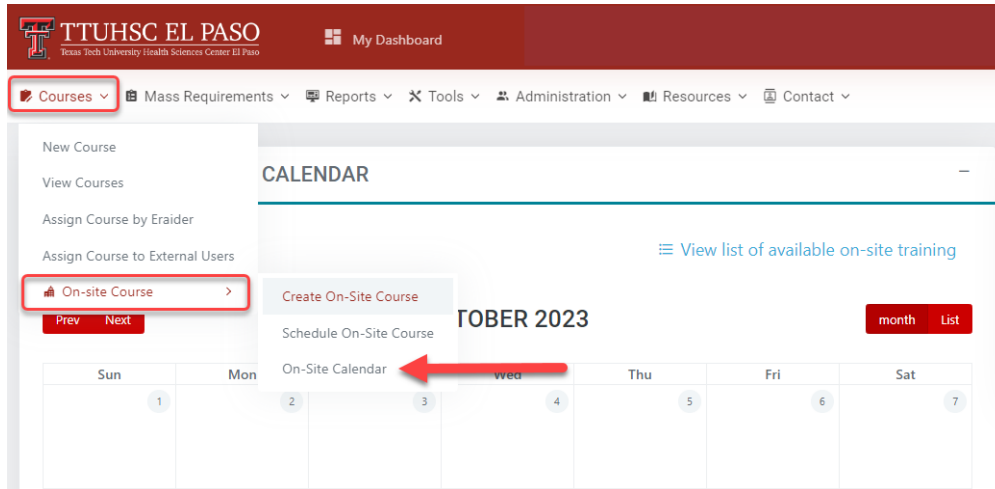 TTUHSC EL PASO
Texas Tech University Health Sciences Center El Paso
My Dashboard
Courses Mass Requirements Reports Tools Administration Resources Contact
New Course
View Courses
CALENDAR
Assign Course by Eraider
Assign Course to External Users
View list of available on-site training
On-site Course
Create On-Site Course
Prev Next
TOBER 2023
month List
Schedule On-Site Course
On-Site Calendar
Sun Mon Wed Thu Fri Sat
1 2 3 4 5 6 7